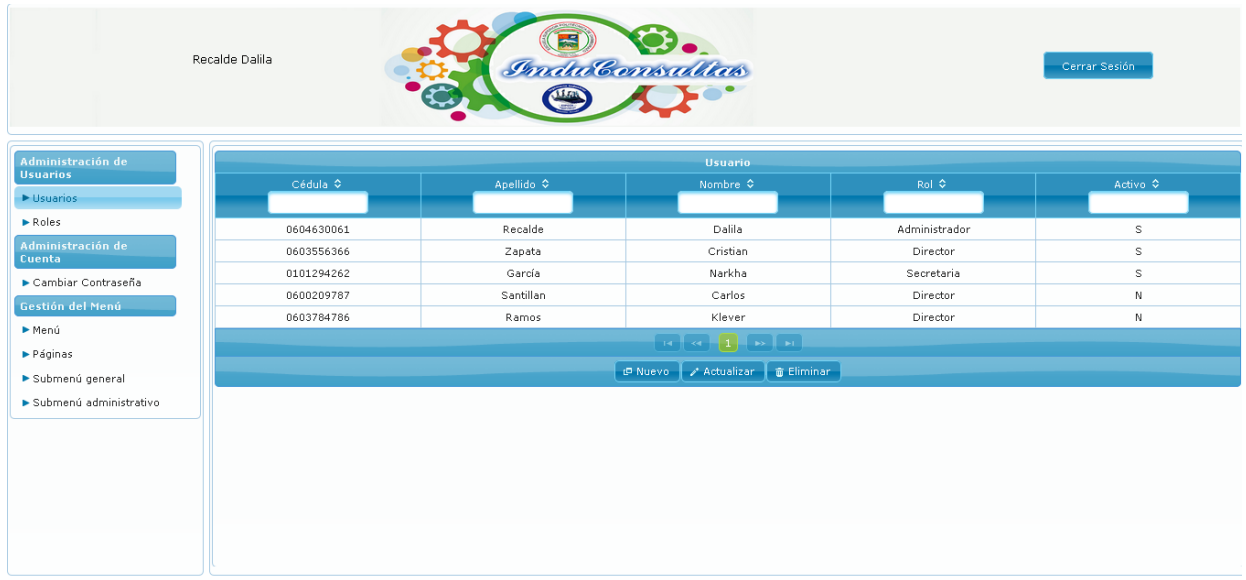 Recalde Dalila
InduConsultas
Cerrar Sesión
Administración de
Usuarios
Usuarios
Roles
Administración de
Cuenta
Cambiar Contraseña
Gestión del Menú
Menú
Páginas
Submenú general
Submenú administrativo
Usuario
Cédula Apellido Nombre Rol Activo
0604630061 Recalde Dalila Administrador S
0603556366 Zapata Cristian Director S
0101294262 García Narkha Secretaria S
0600209787 Santillan Carlos Director N
0603784786 Ramos Klever Director N
1
Nuevo Actualizar Eliminar